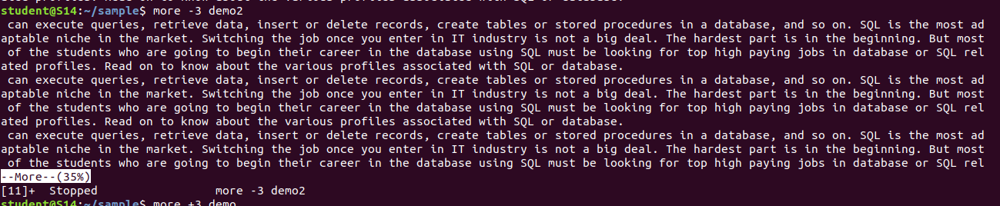 ated profiles. Read on to know about the various profiles associated with SQL or database.
student@S14:~/sample$ more -3 demo2
can execute queries, retrieve data, insert or delete records, create tables or stored procedures in a database, and so on. SQL is the most ad
aptable niche in the market. Switching the job once you enter in IT industry is not a big deal. The hardest part is in the beginning. But most
of the students who are going to begin their career in the database using SQL must be looking for top high paying jobs in database or SQL rel
ated profiles. Read on to know about the various profiles associated with SQL or database.
can execute queries, retrieve data, insert or delete records, create tables or stored procedures in a database, and so on. SQL is the most ad
aptable niche in the market. Switching the job once you enter in IT industry is not a big deal. The hardest part is in the beginning. But most
of the students who are going to begin their career in the database using SQL must be looking for top high paying jobs in database or SQL rel
ated profiles. Read on to know about the various profiles associated with SQL or database.
can execute queries, retrieve data, insert or delete records, create tables or stored procedures in a database, and so on. SQL is the most ad
aptable niche in the market. Switching the job once you enter in IT industry is not a big deal. The hardest part is in the beginning. But most
of the students who are going to begin their career in the database using SQL must be looking for top high paying jobs in database or SQL rel
--More--(35%)
[11]+  Stopped                 more -3 demo2
student@S14:~/sample$ more +3 demo